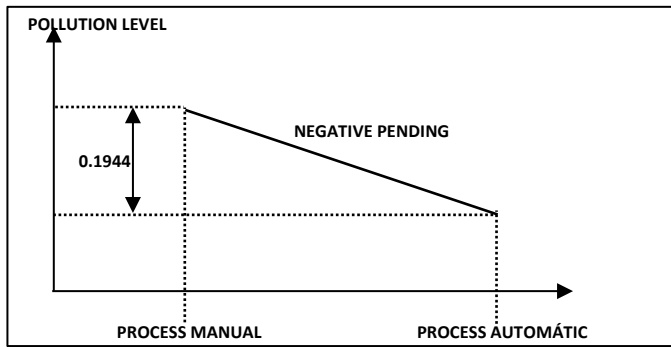 POLLUTION LEVEL
NEGATIVE PENDING
0.1944
PROCESS MANUAL
PROCESS AUTOMÁTIC